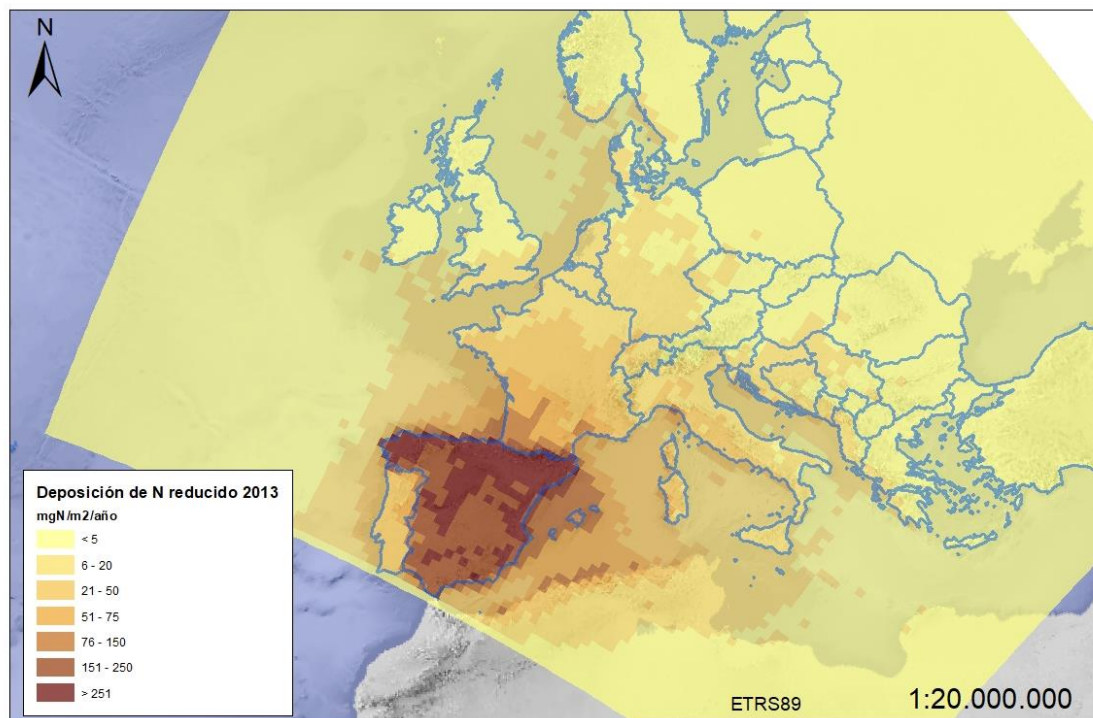 N
Deposición de N reducido 2013
mgN/m2/año
< 5
6 - 20
21 - 50
51 - 75
76 - 150
151 - 250
> 251
ETRS89
1:20.000.000